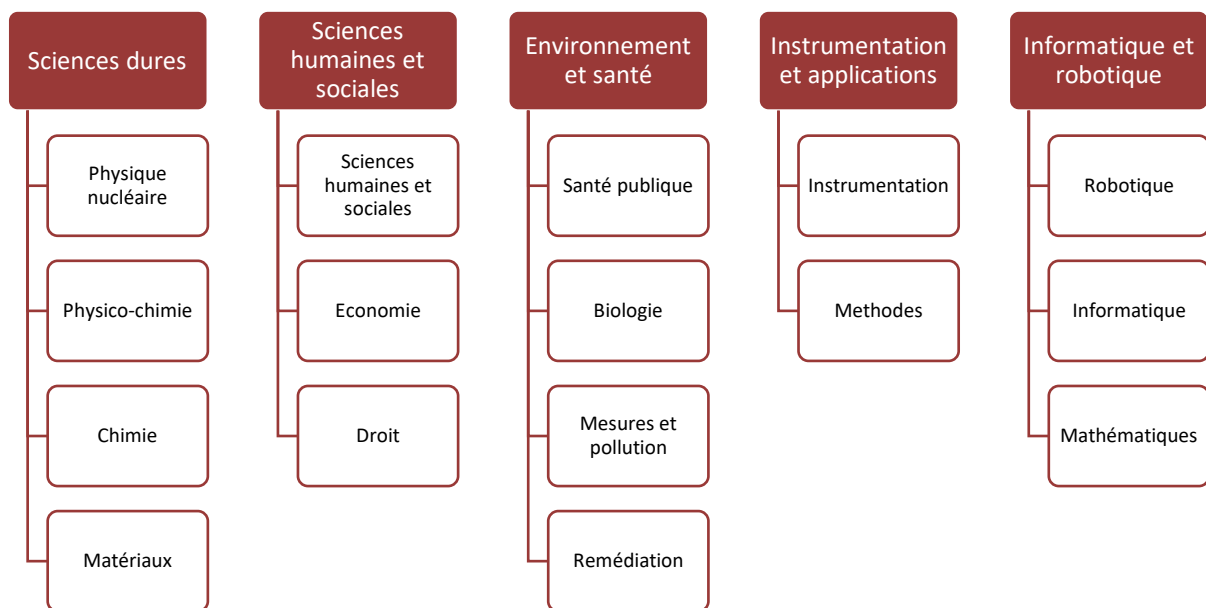 Sciences dures
Physique
nucléaire
Physico-chimie
Chimie
Matériaux
Sciences
humaines et
sociales
Sciences
humaines et
sociales
Economie
Droit
Environnement
et santé
Santé publique
Biologie
Mesures et
pollution
Remédiation
Instrumentation
et applications
Instrumentation
Methodes
Informatique et
robotique
Robotique
Informatique
Mathématiques